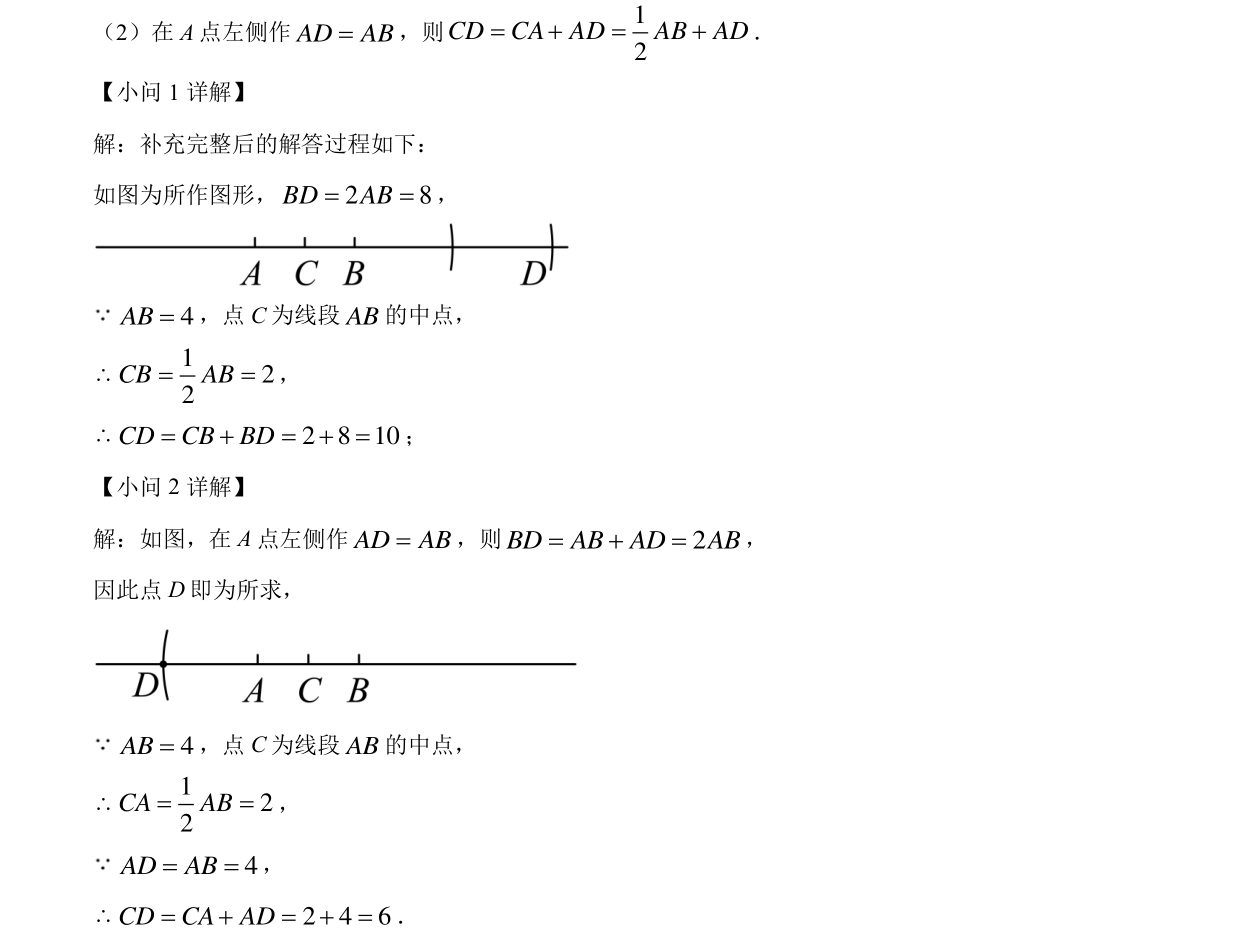 （2）在 A 点左侧作 AD = AB，则 CD = CA + AD = 1/2 AB + AD．
【小问 1 详解】
解：补充完整后的解答过程如下：
如图为所作图形，BD = 2AB = 8，
A C B D
∵ AB = 4，点 C 为线段 AB 的中点，
∴ CB = 1/2 AB = 2，
∴ CD = CB + BD = 2+8 = 10；
【小问 2 详解】
解：如图，在 A 点左侧作 AD = AB，则 BD = AB + AD = 2AB，
因此点 D 即为所求，
D A C B
∵ AB = 4，点 C 为线段 AB 的中点，
∴ CA = 1/2 AB = 2，
∵ AD = AB = 4，
∴ CD = CA + AD = 2+4 = 6．